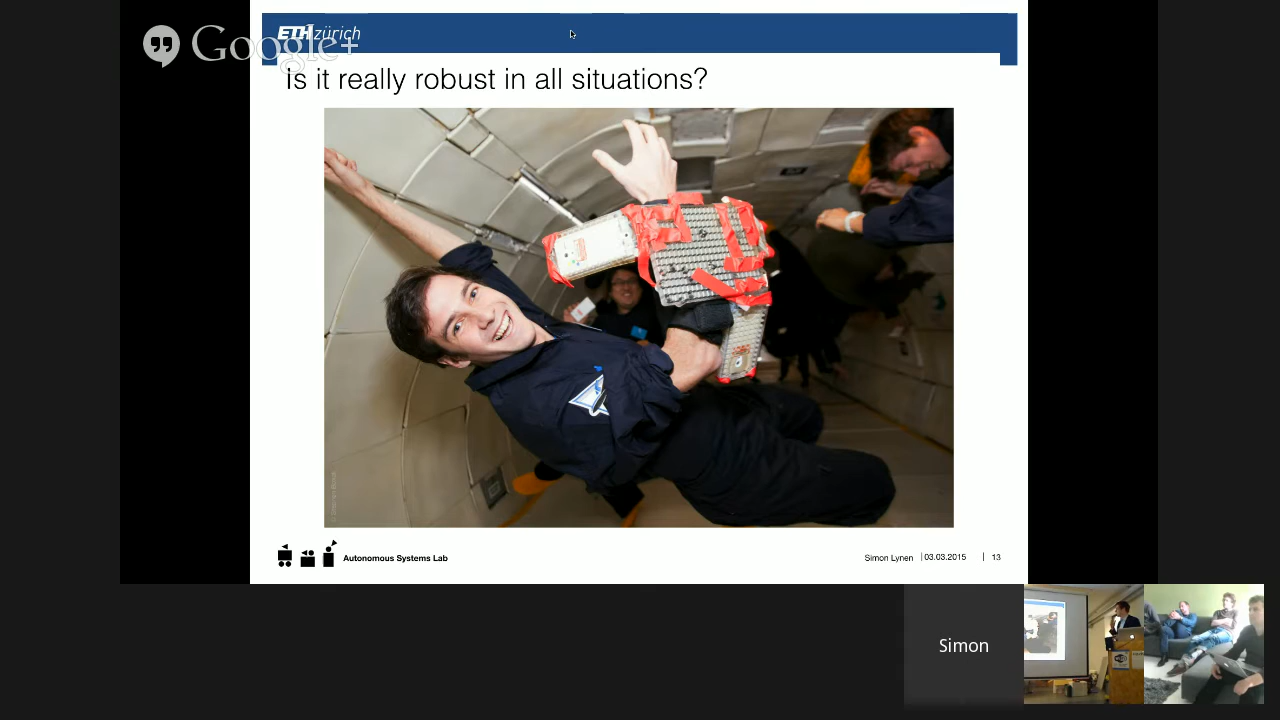 ETH zürich
Google+
Is it really robust in all situations?
Autonomous Systems Lab
Simon Lynen | 03.03.2015 | 13
Simon